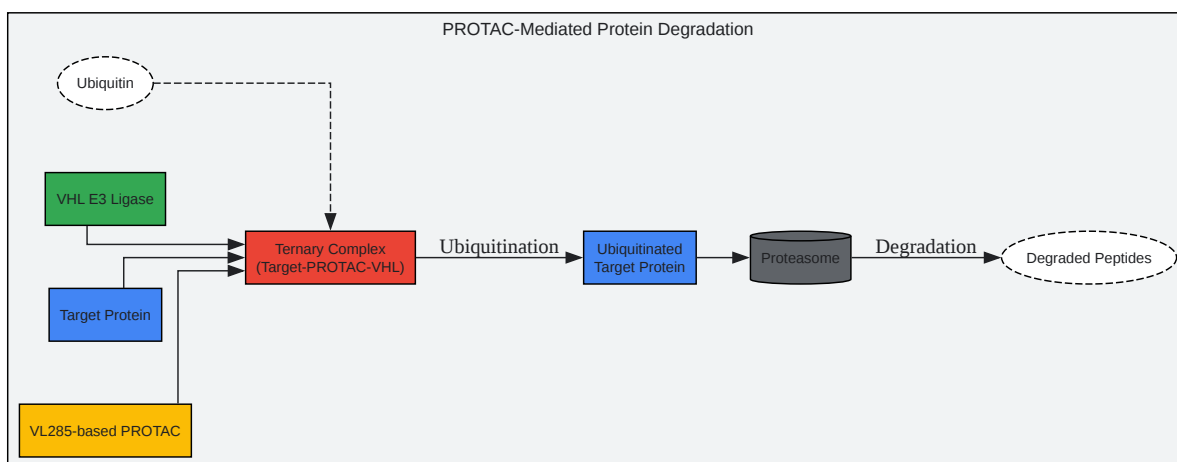 PROTAC-Mediated Protein Degradation
Ubiquitin
VHL E3 Ligase
Target Protein
VL285-based PROTAC
Ternary Complex
(Target-PROTAC-VHL)
Ubiquitination
Ubiquitinated
Target Protein
Proteasome
Degradation
Degraded Peptides